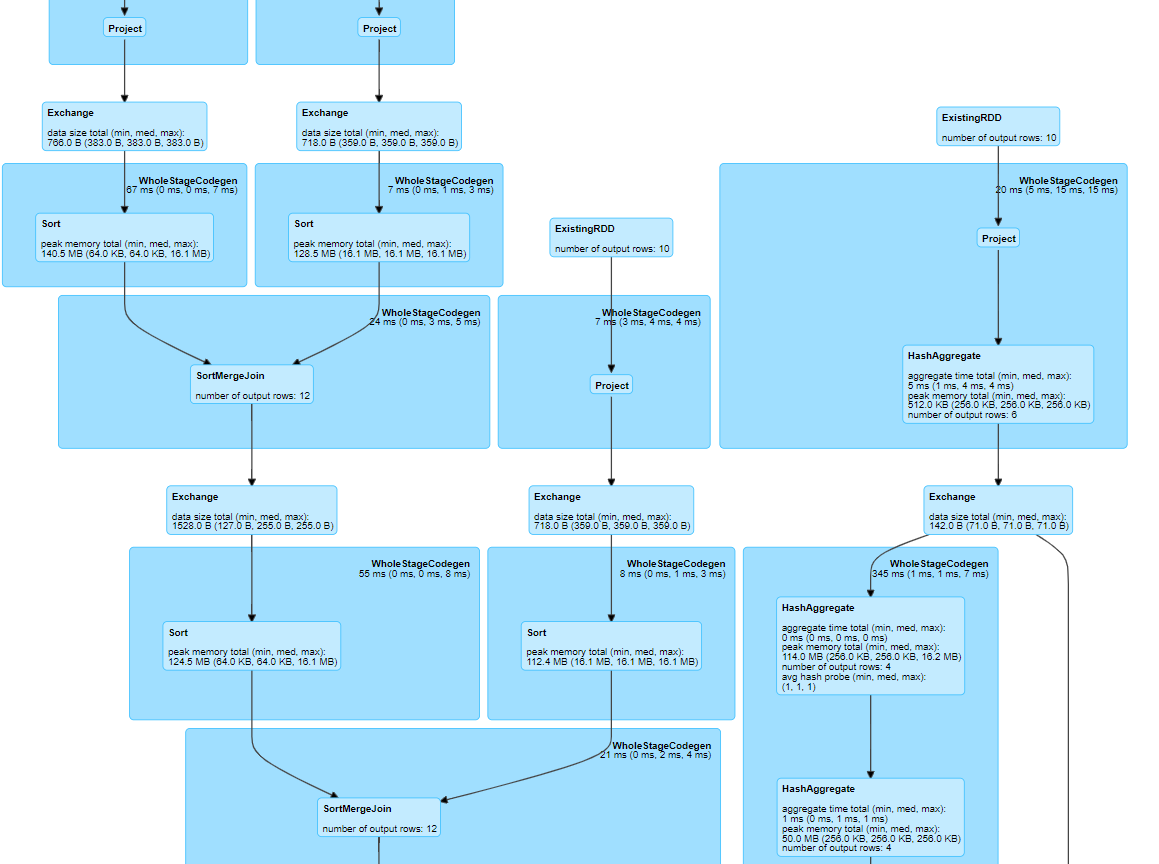 Project
Project
Exchange
data size total (min, med, max):
766.0 B (383.0 B, 383.0 B, 383.0 B)
Exchange
data size total (min, med, max):
718.0 B (359.0 B, 359.0 B, 359.0 B)
ExistingRDD
number of output rows: 10
WholeStageCodegen
67 ms (0 ms, 0 ms, 7 ms)
Sort
peak memory total (min, med, max):
140.5 MB (64.0 KB, 64.0 KB, 16.1 MB)
WholeStageCodegen
7 ms (0 ms, 1 ms, 3 ms)
Sort
peak memory total (min, med, max):
128.5 MB (16.1 MB, 16.1 MB, 16.1 MB)
ExistingRDD
number of output rows: 10
WholeStageCodegen
20 ms (5 ms, 15 ms, 15 ms)
Project
HashAggregate
aggregate time total (min, med, max):
5 ms (1 ms, 4 ms, 4 ms)
peak memory total (min, med, max):
512.0 KB (256.0 KB, 256.0 KB, 256.0 KB)
number of output rows: 6
WholeStageCodegen
24 ms (0 ms, 3 ms, 5 ms)
SortMergeJoin
number of output rows: 12
WholeStageCodegen
7 ms (3 ms, 4 ms, 4 ms)
Project
Exchange
data size total (min, med, max):
1528.0 B (127.0 B, 255.0 B, 255.0 B)
Exchange
data size total (min, med, max):
718.0 B (359.0 B, 359.0 B, 359.0 B)
Exchange
data size total (min, med, max):
142.0 B (71.0 B, 71.0 B, 71.0 B)
WholeStageCodegen
55 ms (0 ms, 0 ms, 8 ms)
Sort
peak memory total (min, med, max):
124.5 MB (64.0 KB, 64.0 KB, 16.1 MB)
WholeStageCodegen
8 ms (0 ms, 1 ms, 3 ms)
Sort
peak memory total (min, med, max):
112.4 MB (16.1 MB, 16.1 MB, 16.1 MB)
WholeStageCodegen
345 ms (1 ms, 1 ms, 7 ms)
HashAggregate
aggregate time total (min, med, max):
0 ms (0 ms, 0 ms, 0 ms)
peak memory total (min, med, max):
114.0 MB (256.0 KB, 256.0 KB, 16.2 MB)
number of output rows: 4
avg hash probe (min, med, max):
(1, 1, 1)
WholeStageCodegen
21 ms (0 ms, 2 ms, 4 ms)
SortMergeJoin
number of output rows: 12
HashAggregate
aggregate time total (min, med, max):
1 ms (0 ms, 1 ms, 1 ms)
peak memory total (min, med, max):
50.0 MB (256.0 KB, 256.0 KB, 256.0 KB)
number of output rows: 4